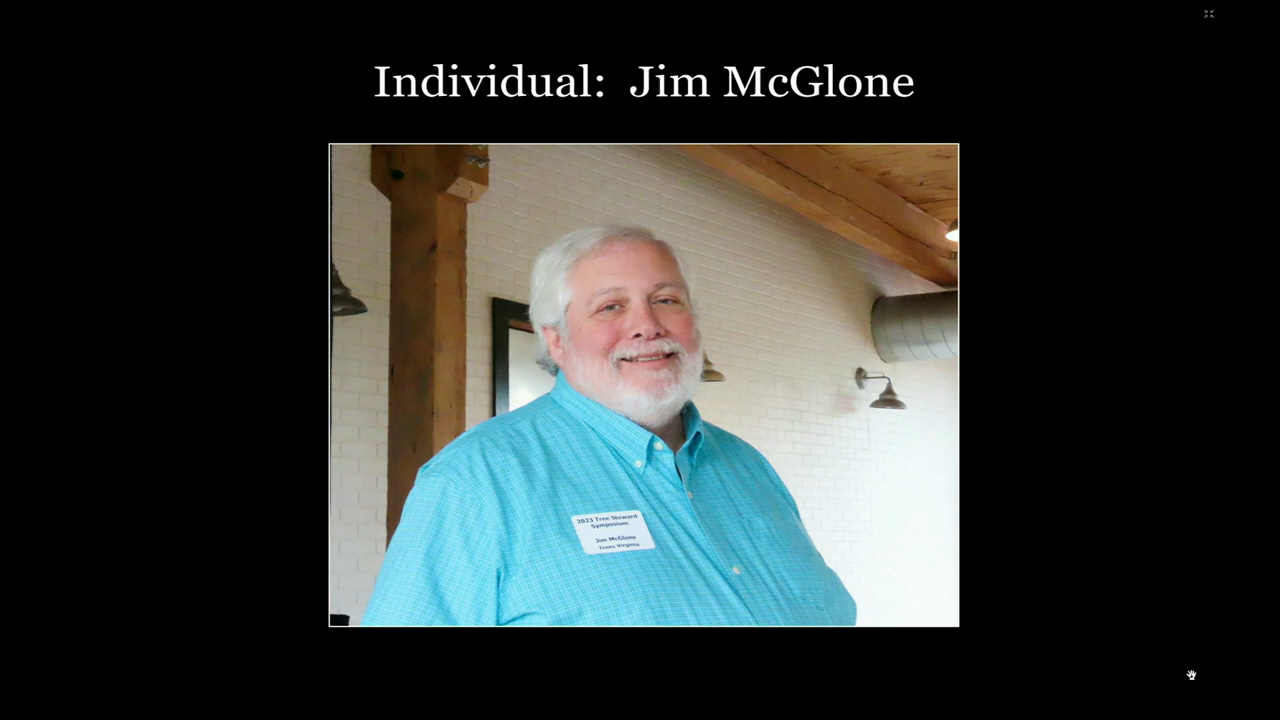 Individual: Jim McGlone
2023 Tree Steward
Symposium
Jim McGlone
Trees Virginia